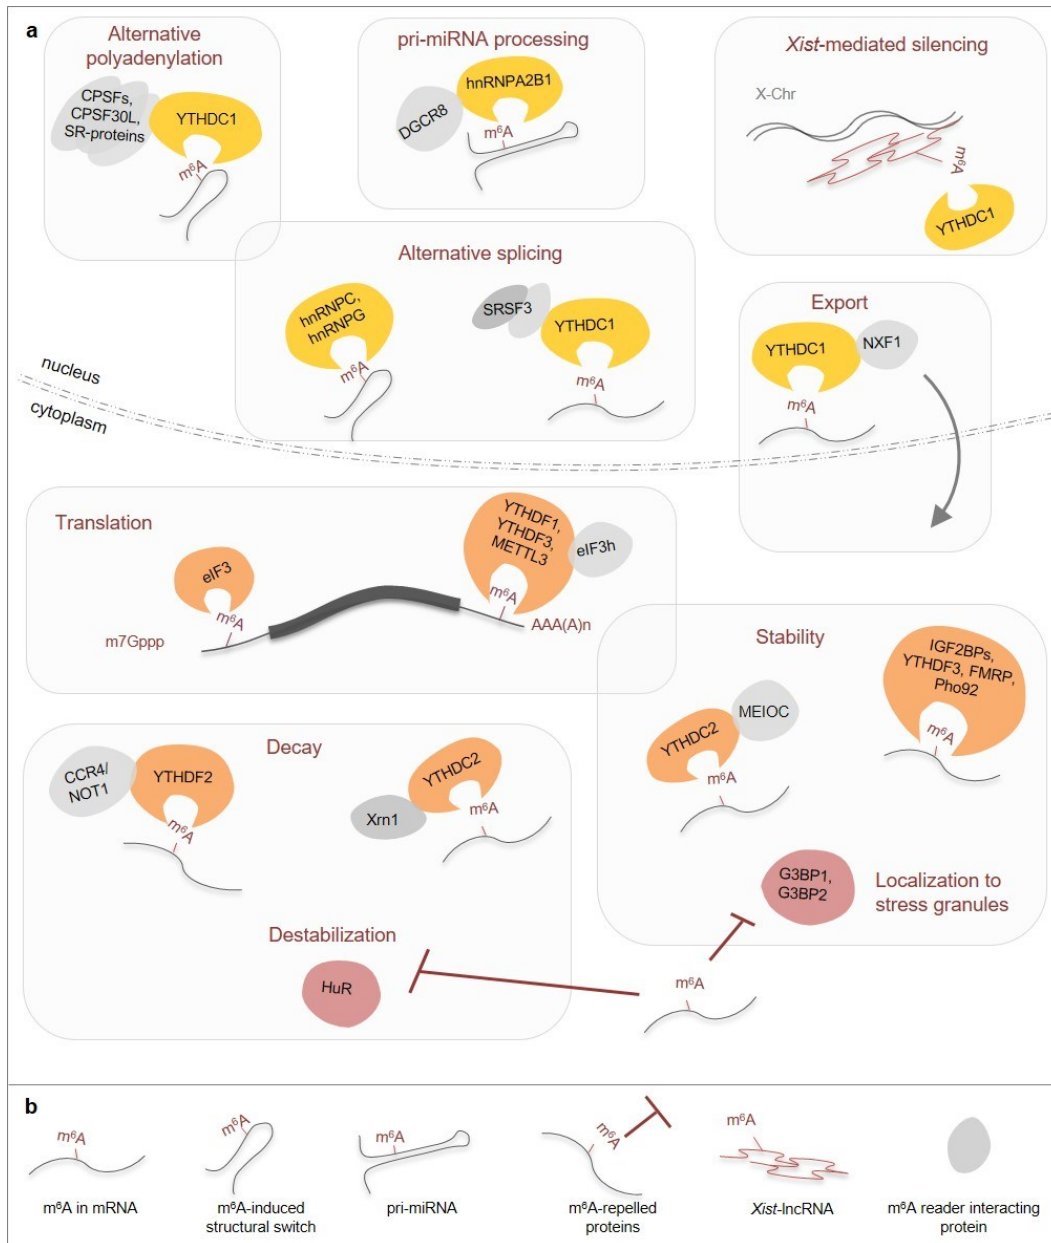 a
Alternative
polyadenylation
CPSFs,
CPSF30L,
SR-proteins
YTHDC1
m⁶A
pri-miRNA processing
hnRNPA2B1
DGCR8
m⁶A
Xist-mediated silencing
X-Chr
m⁶A
YTHDC1
Alternative splicing
hnRNPC,
hnRNPG
m⁶A
SRSF3
YTHDC1
m⁶A
Export
YTHDC1
NXF1
m⁶A
nucleus
cytoplasm
Translation
eIF3
m⁶A
m7Gppp
YTHDF1,
YTHDF3,
METTL3
eIF3h
m⁶A
AAA(A)n
Stability
IGF2BPs,
YTHDF3, FMRP,
Pho92
m⁶A
MEIOC
YTHDC2
m⁶A
G3BP1,
G3BP2
Localization to
stress granules
Decay
CCR4/
NOT1
YTHDF2
m⁶A
YTHDC2
Xrn1
m⁶A
Destabilization
HuR
m⁶A
b
m⁶A
m⁶A in mRNA
m⁶A
m⁶A-induced
structural switch
m⁶A
pri-miRNA
m⁶A
m⁶A-repelled
proteins
m⁶A
Xist-lncRNA
m⁶A reader interacting
protein